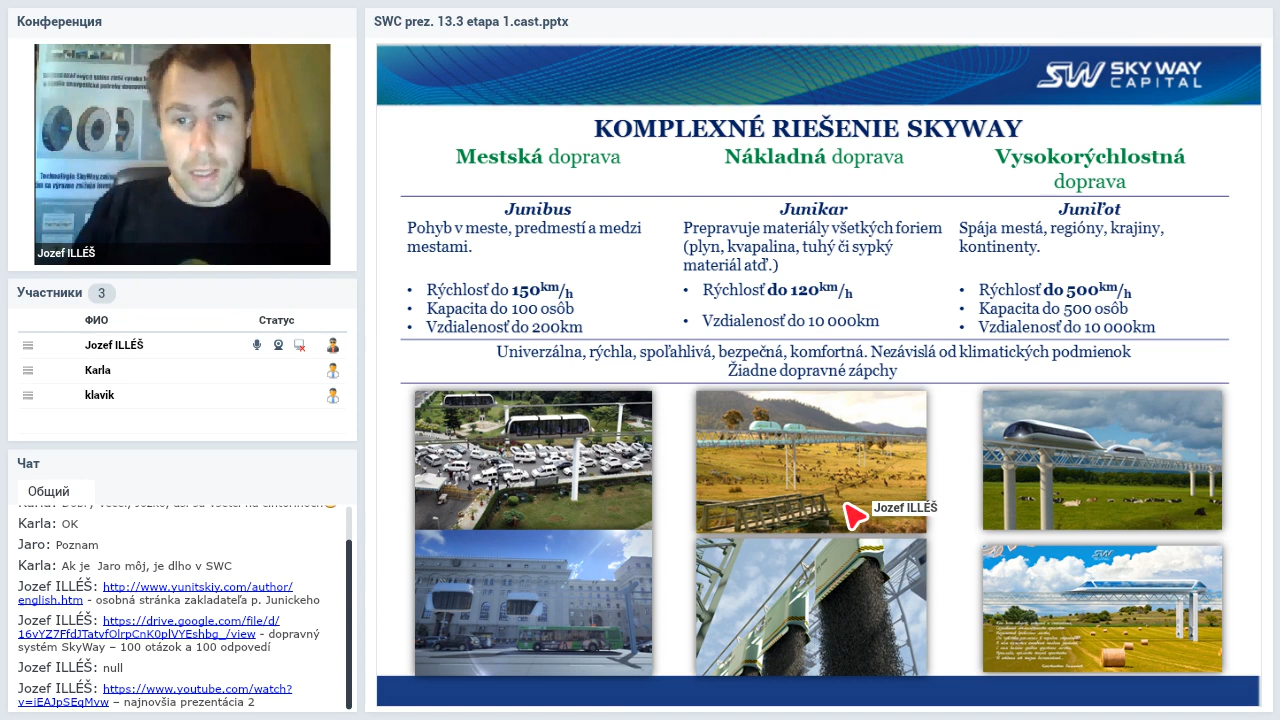 Конференция
Jozef ILLÉŠ
Участники 3
ФИО Статус
Jozef ILLÉŠ
Karla
klavik
Чат
Общий
Karla: OK
Jaro: Poznam
Karla: Ak je Jaro môj, je dlho v SWC
Jozef ILLÉŠ: http://www.yunitskiy.com/author/
english.htm – osobná stránka zakladateľa p. Junickeho
Jozef ILLÉŠ: https://drive.google.com/file/d/
- dopravný
systém SkyWay – 100 otázok a 100 odpovedí
Jozef ILLÉŠ: null
Jozef ILLÉŠ: https://www.youtube.com/watch?
v=iEAJpSEqMvw – najnovšia prezentácia 2
SWC prez. 13.3 etapa 1.cast.pptx
SW SKY WAY
CAPITAL
KOMPLEXNÉ RIEŠENIE SKYWAY
Mestská doprava
Junibus
Pohyb v meste, predmestí a medzi
mestami.
• Rýchlosť do 150km/h
• Kapacita do 100 osôb
• Vzdialenosť do 200km
Nákladná doprava
Junikar
Prepravuje materiály všetkých foriem
(plyn, kvapalina, tuhý či sypký
materiál atď.)
• Rýchlosť do 120km/h
• Vzdialenosť do 10 000km
Vysokorýchlostná
doprava
Juniľot
Spája mestá, regióny, krajiny,
kontinenty.
• Rýchlosť do 500km/h
• Kapacita do 500 osôb
• Vzdialenosť do 10 000km
Univerzálna, rýchla, spoľahlivá, bezpečná, komfortná. Nezávislá od klimatických podmienok
Žiadne dopravné zápchy
Jozef ILLÉŠ